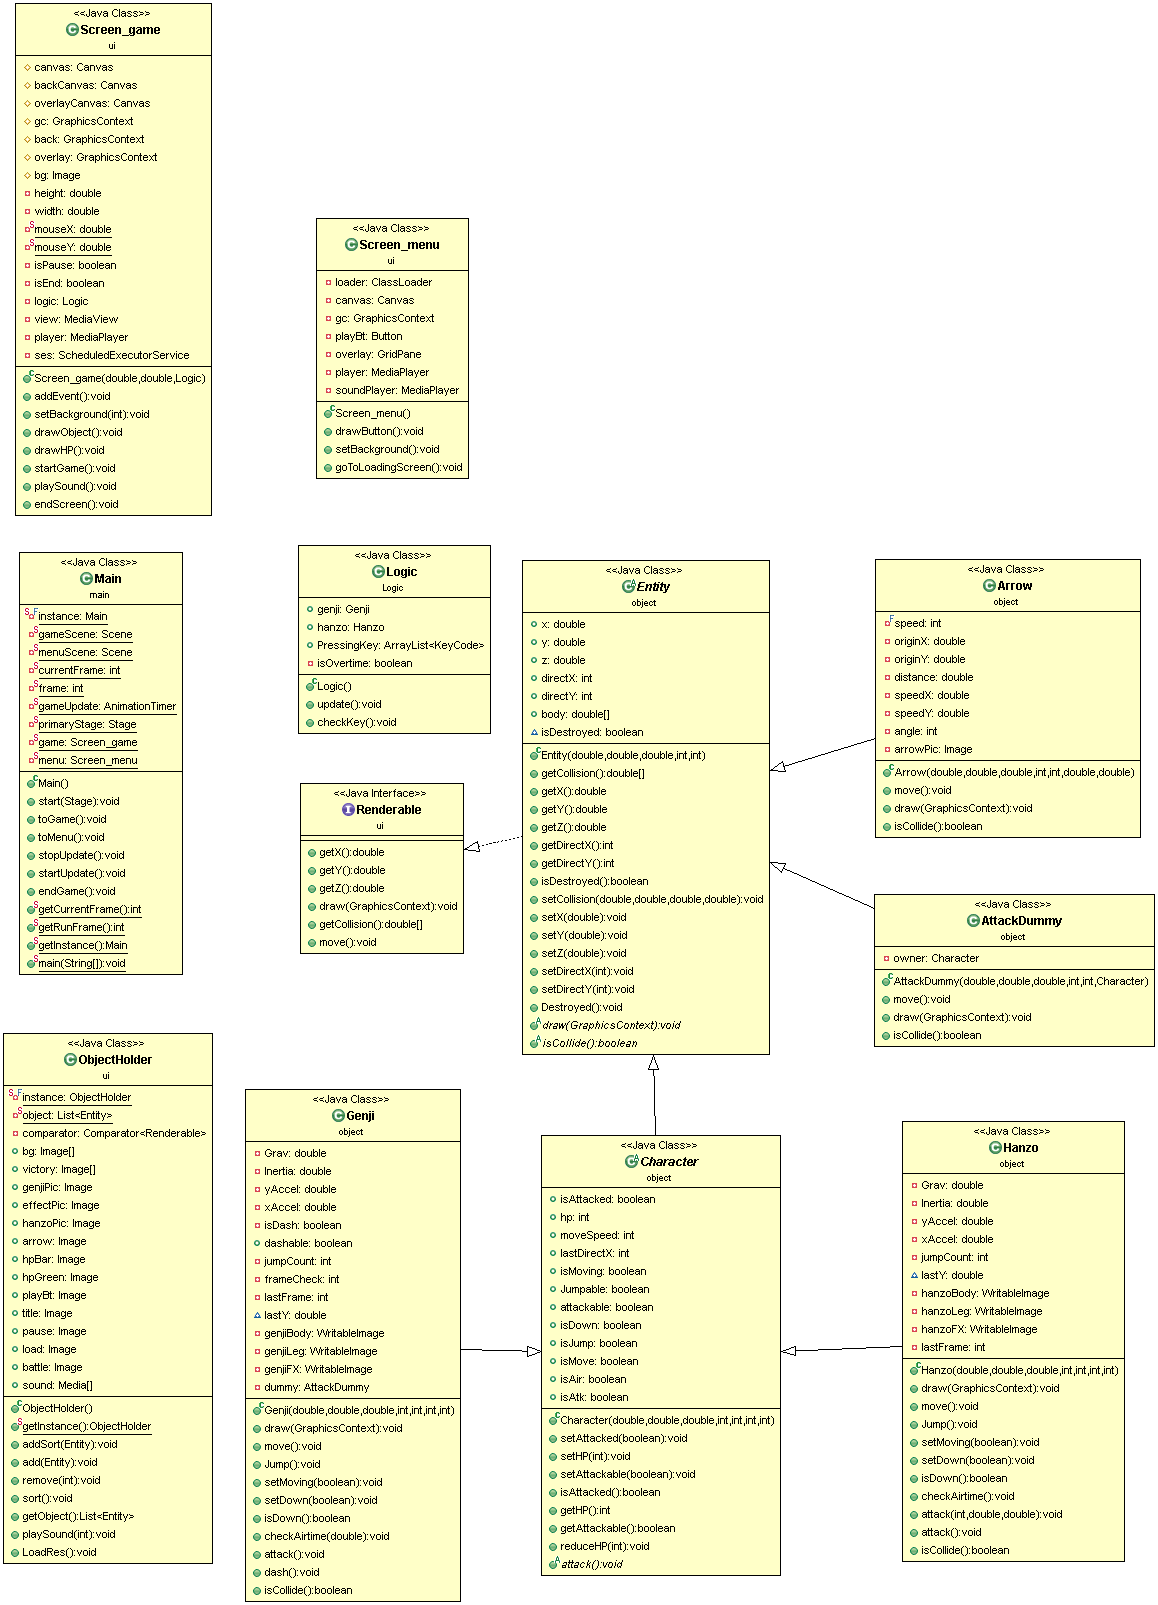 <<Java Class>>
Screen_game
ui
canvas: Canvas
backCanvas: Canvas
overlayCanvas: Canvas
gc: GraphicsContext
back: GraphicsContext
overlay: GraphicsContext
bg: Image
height: double
width: double
mouseX: double
mouseY: double
isPause: boolean
isEnd: boolean
logic: Logic
view: MediaView
player: MediaPlayer
ses: ScheduledExecutorService
Screen_game(double,double,Logic)
addEvent():void
setBackground(int):void
drawObject():void
drawHP():void
startGame():void
playSound():void
endScreen():void
<<Java Class>>
Screen_menu
ui
loader: ClassLoader
canvas: Canvas
gc: GraphicsContext
playBt: Button
overlay: GridPane
player: MediaPlayer
soundPlayer: MediaPlayer
Screen_menu()
drawButton():void
setBackground():void
goToLoadingScreen():void
<<Java Class>>
Main
main
instance: Main
gameScene: Scene
menuScene: Scene
currentFrame: int
frame: int
gameUpdate: AnimationTimer
primaryStage: Stage
game: Screen_game
menu: Screen_menu
Main()
start(Stage):void
toGame():void
toMenu():void
stopUpdate():void
startUpdate():void
endGame():void
getCurrentFrame():int
getRunFrame():int
getInstance():Main
main(String[]):void
<<Java Class>>
Logic
Logic
genji: Genji
hanzo: Hanzo
PressingKey: ArrayList<KeyCode>
isOvertime: boolean
Logic()
update():void
checkKey():void
<<Java Interface>>
Renderable
ui
getX():double
getY():double
getZ():double
draw(GraphicsContext):void
getCollision():double[]
move():void
<<Java Class>>
Entity
object
x: double
y: double
z: double
directX: int
directY: int
body: double[]
isDestroyed: boolean
Entity(double,double,double,int,int)
getCollision():double[]
getX():double
getY():double
getZ():double
getDirectX():int
getDirectY():int
isDestroyed():boolean
setCollision(double,double,double,double):void
setX(double):void
setY(double):void
setZ(double):void
setDirectX(int):void
setDirectY(int):void
Destroyed():void
draw(GraphicsContext):void
isCollide():boolean
<<Java Class>>
Arrow
object
speed: int
originX: double
originY: double
distance: double
speedX: double
speedY: double
angle: int
arrowPic: Image
Arrow(double,double,double,int,int,double,double)
move():void
draw(GraphicsContext):void
isCollide():boolean
<<Java Class>>
AttackDummy
object
owner: Character
AttackDummy(double,double,double,int,int,Character)
move():void
draw(GraphicsContext):void
isCollide():boolean
<<Java Class>>
ObjectHolder
ui
instance: ObjectHolder
object: List<Entity>
comparator: Comparator<Renderable>
bg: Image[]
victory: Image[]
genjiPic: Image
effectPic: Image
hanzoPic: Image
arrow: Image
hpBar: Image
hpGreen: Image
playBt: Image
title: Image
pause: Image
load: Image
battle: Image
sound: Media[]
ObjectHolder()
getInstance():ObjectHolder
addSort(Entity):void
add(Entity):void
remove(int):void
sort():void
getObject():List<Entity>
playSound(int):void
LoadRes():void
<<Java Class>>
Genji
object
Grav: double
Inertia: double
yAccel: double
xAccel: double
isDash: boolean
dashable: boolean
jumpCount: int
frameCheck: int
lastFrame: int
lastY: double
genjiBody: WritableImage
genjiLeg: WritableImage
genjiFX: WritableImage
dummy: AttackDummy
Genji(double,double,double,int,int,int,int)
draw(GraphicsContext):void
move():void
Jump():void
setMoving(boolean):void
setDown(boolean):void
isDown():boolean
checkAirtime(double):void
attack():void
dash():void
isCollide():boolean
<<Java Class>>
Character
object
isAttacked: boolean
hp: int
moveSpeed: int
lastDirectX: int
isMoving: boolean
Jumpable: boolean
attackable: boolean
isDown: boolean
isJump: boolean
isMove: boolean
isAir: boolean
isAtk: boolean
Character(double,double,double,int,int,int,int)
setAttacked(boolean):void
setHP(int):void
setAttackable(boolean):void
isAttacked():boolean
getHP():int
getAttackable():boolean
reduceHP(int):void
attack():void
<<Java Class>>
Hanzo
object
Grav: double
Inertia: double
yAccel: double
xAccel: double
jumpCount: int
lastY: double
hanzoBody: WritableImage
hanzoLeg: WritableImage
hanzoFX: WritableImage
lastFrame: int
Hanzo(double,double,double,int,int,int,int)
draw(GraphicsContext):void
move():void
Jump():void
setMoving(boolean):void
setDown(boolean):void
isDown():boolean
checkAirtime():void
attack(int,double,double):void
attack():void
isCollide():boolean